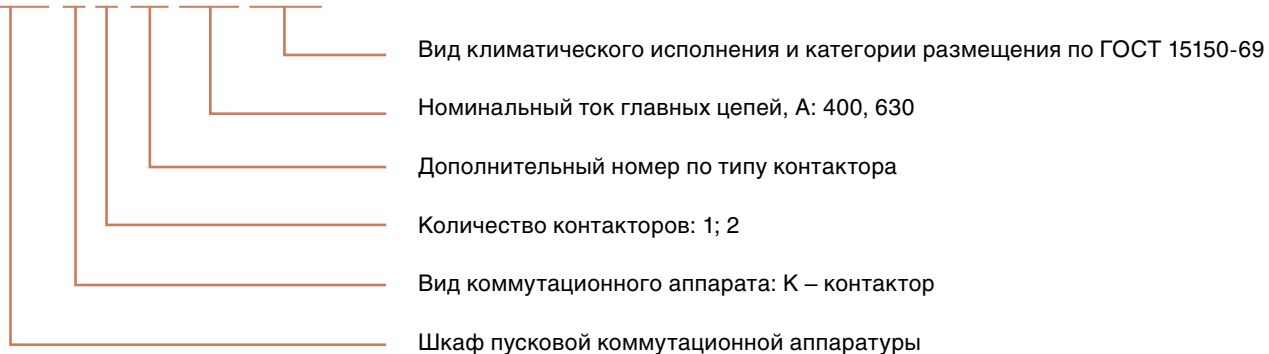 Вид климатического исполнения и категории размещения по ГОСТ 15150-69
Номинальный ток главных цепей, А: 400, 630
Дополнительный номер по типу контактора
Количество контакторов: 1; 2
Вид коммутационного аппарата: К – контактор
Шкаф пусковой коммутационной аппаратуры